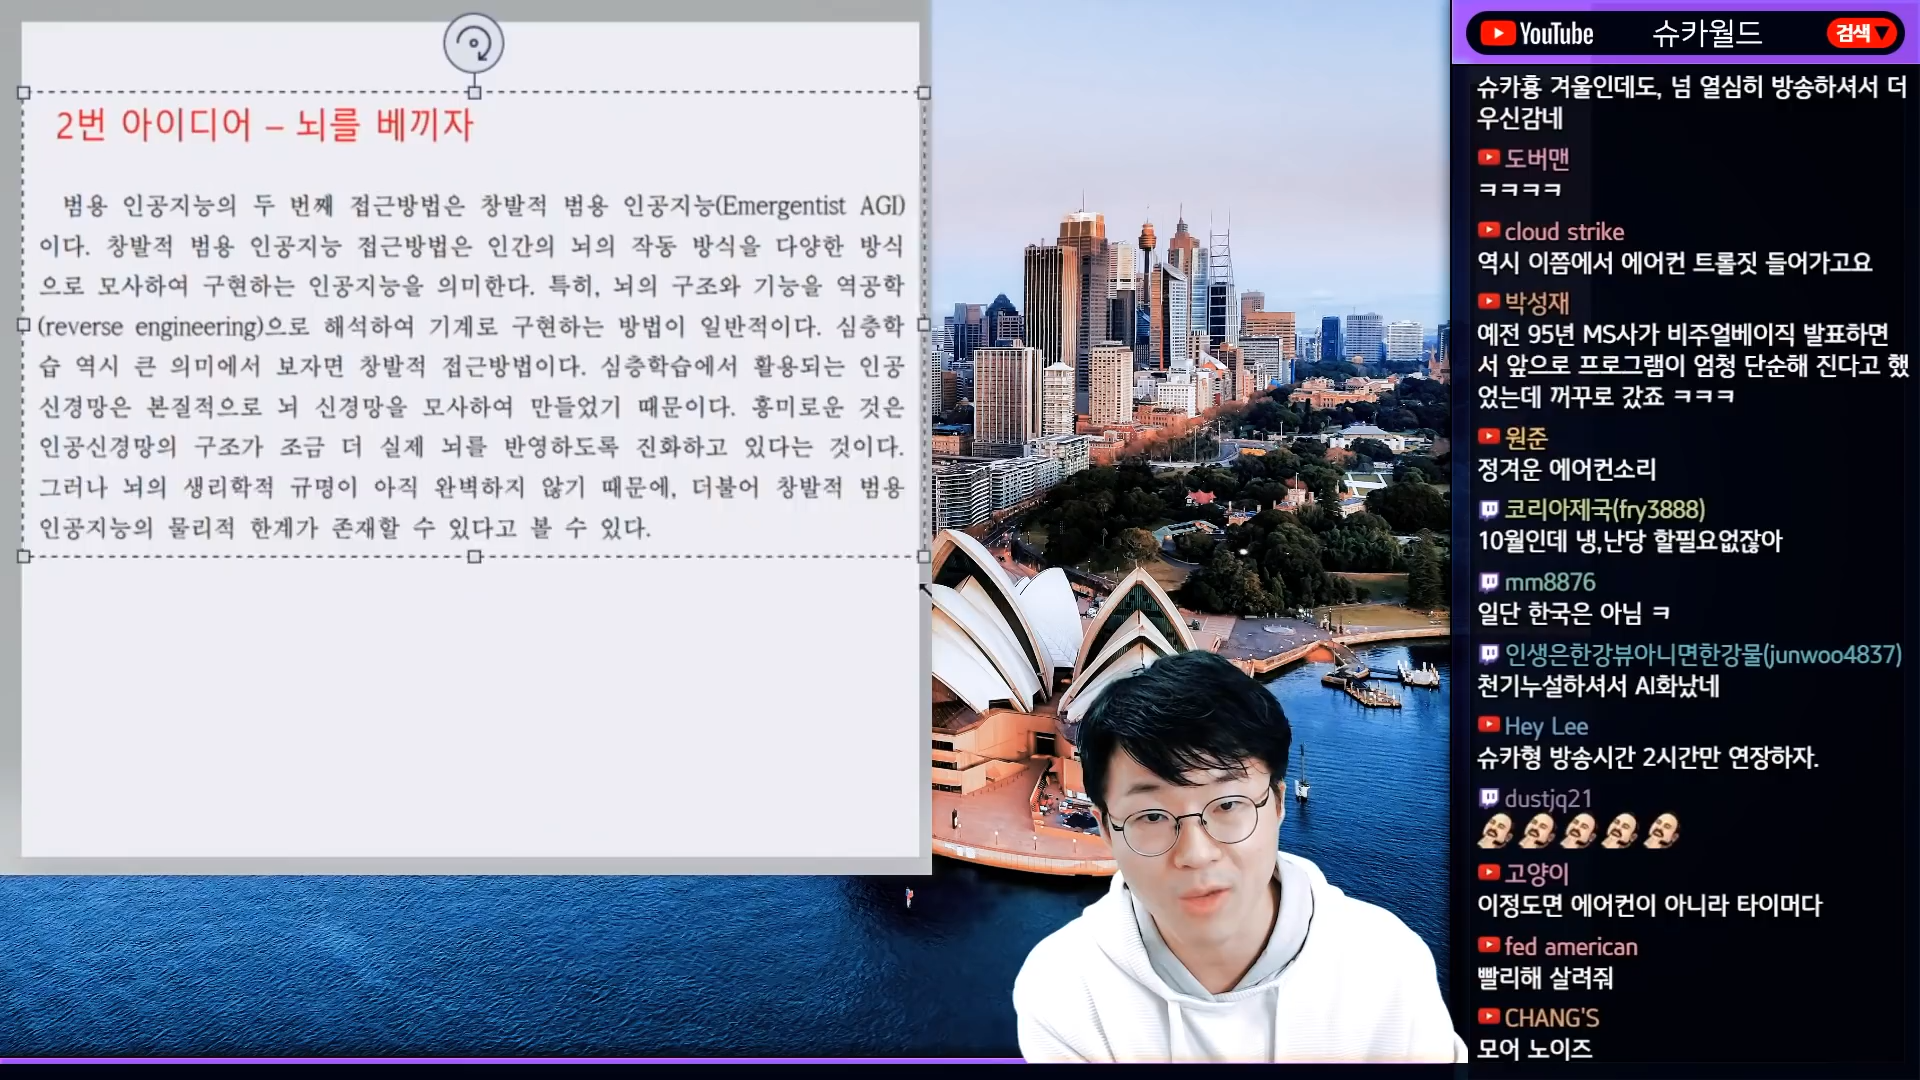 2번 아이디어 – 뇌를 베끼자
범용 인공지능의 두 번째 접근방법은 창발적 범용 인공지능(Emergentist AGI)
이다. 창발적 범용 인공지능 접근방법은 인간의 뇌의 작동 방식을 다양한 방식
으로 모사하여 구현하는 인공지능을 의미한다. 특히, 뇌의 구조와 기능을 역공학
(reverse engineering)으로 해석하여 기계로 구현하는 방법이 일반적이다. 심층학
습 역시 큰 의미에서 보자면 창발적 접근방법이다. 심층학습에서 활용되는 인공
신경망은 본질적으로 뇌 신경망을 모사하여 만들었기 때문이다. 흥미로운 것은
인공신경망의 구조가 조금 더 실제 뇌를 반영하도록 진화하고 있다는 것이다.
그러나 뇌의 생리학적 규명이 아직 완벽하지 않기 때문에, 더불어 창발적 범용
인공지능의 물리적 한계가 존재할 수 있다고 볼 수 있다.
YouTube 슈카월드 검색▼
슈카횽 겨울인데도, 넘 열심히 방송하셔서 더
우신감네
도버맨
ㅋㅋㅋㅋ
cloud strike
역시 이쯤에서 에어컨 트롤짓 들어가고요
박성재
예전 95년 MS사가 비주얼베이직 발표하면
서 앞으로 프로그램이 엄청 단순해 진다고 했
었는데 꺼꾸로 갔죠 ㅋㅋㅋ
원준
정겨운 에어컨소리
코리아제국(fry3888)
10월인데 냉,난당 할필요없잖아
mm8876
일단 한국은 아님 ㅋ
인생은한강뷰아니면한강물(junwoo4837)
천기누설하셔서 AI화났네
Hey Lee
슈카형 방송시간 2시간만 연장하자.
dustjq21
고양이
이정도면 에어컨이 아니라 타이머다
fed american
빨리해 살려줘
CHANG'S
모어 노이즈